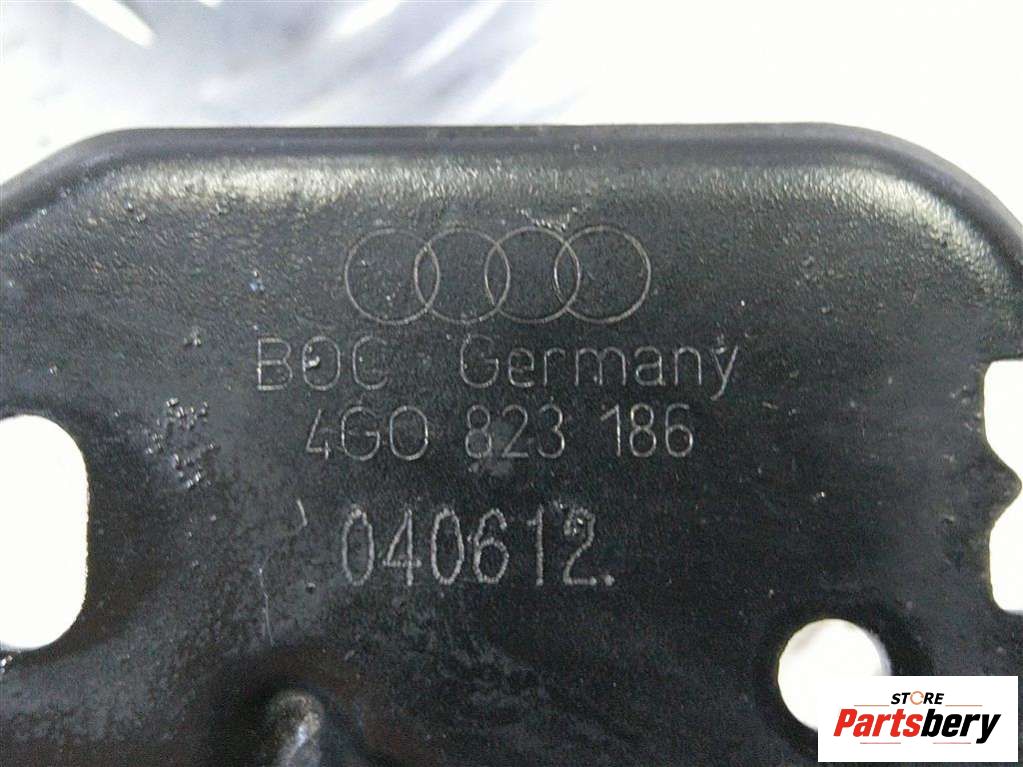 BOC Germany
4G0 823 186
040612.
STORE
Partsbery